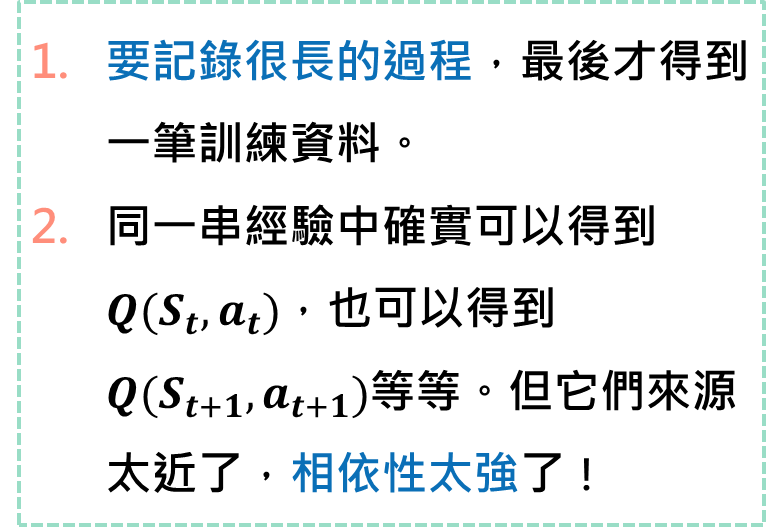 1. 要記錄很長的過程，最後才得到
一筆訓練資料。
2. 同一串經驗中確實可以得到
Q(S_t, a_t)，也可以得到
Q(S_{t+1}, a_{t+1})等等。但它們來源
太近了，相依性太強了！